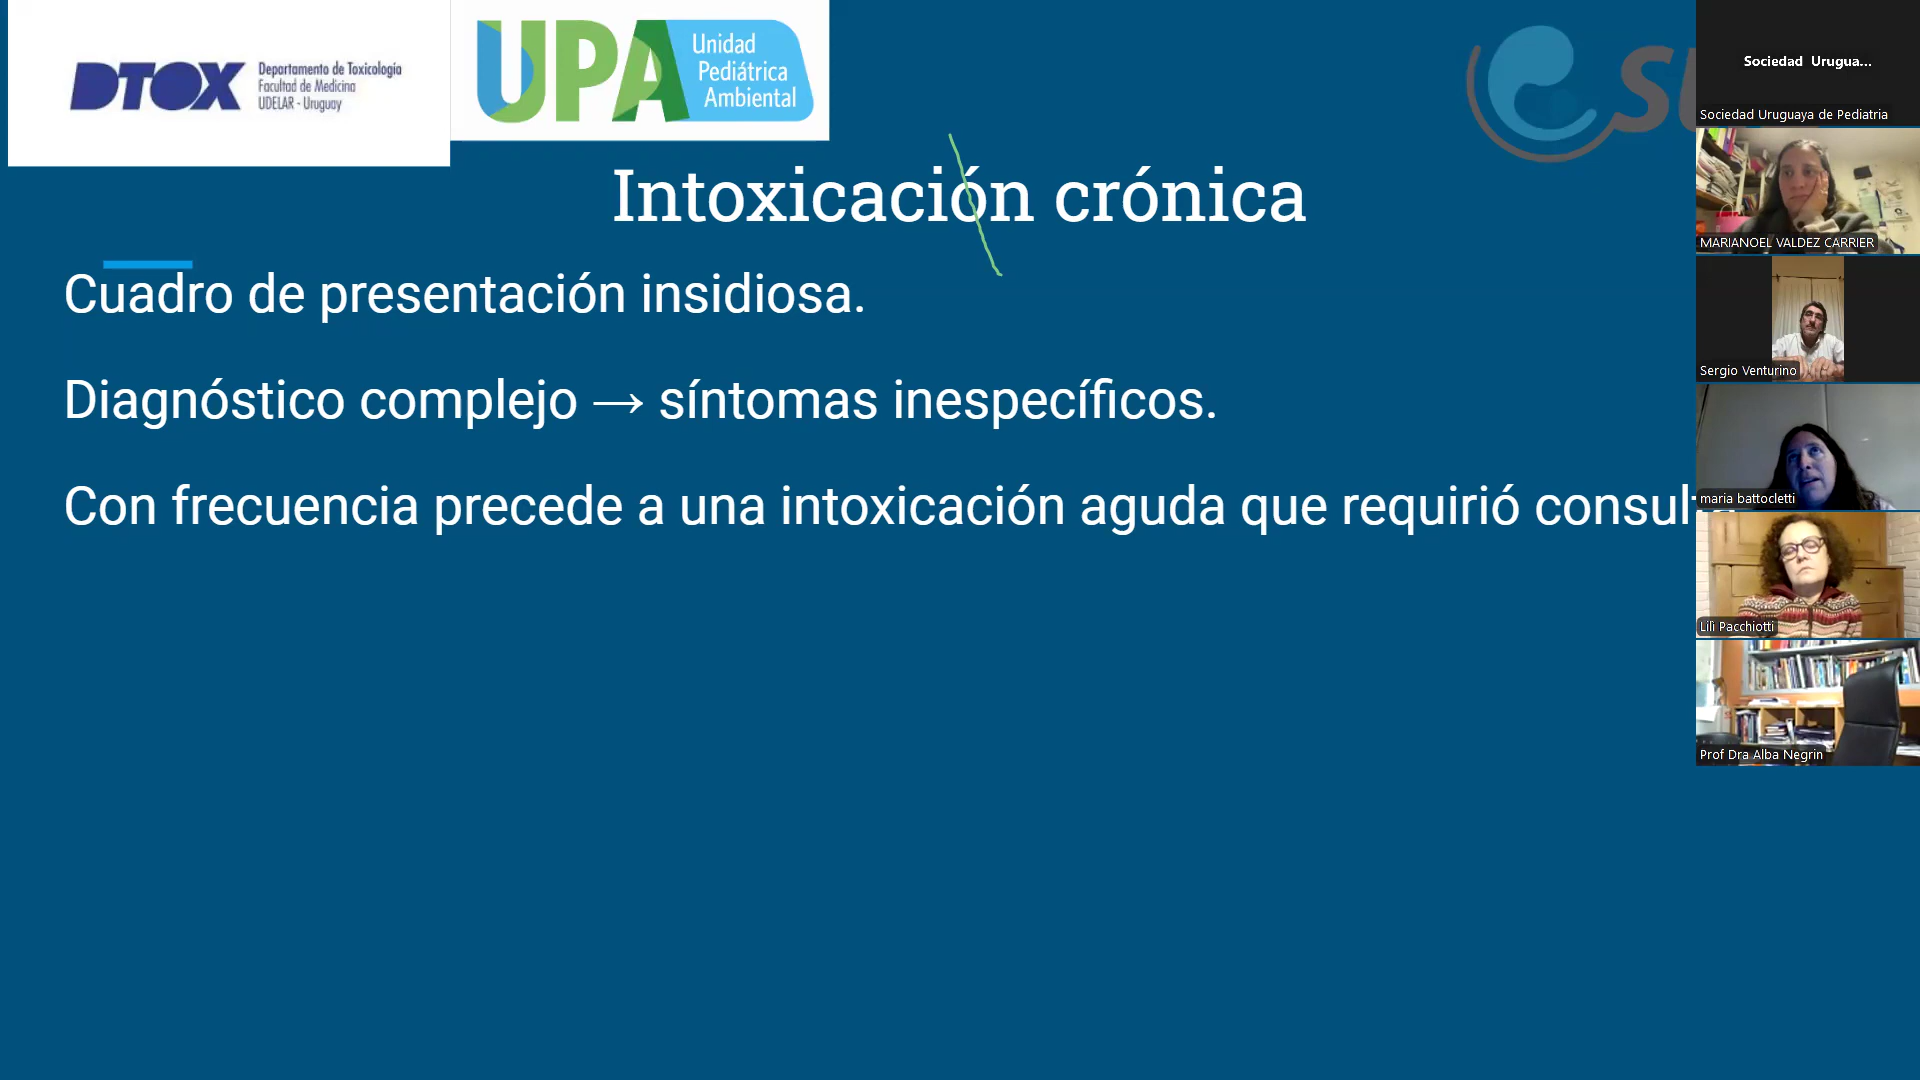 DTOX
Departamento de Toxicología
Facultad de Medicina
UDELAR - Uruguay
UPA
Unidad
Pediátrica
Ambiental
Intoxicación crónica
Cuadro de presentación insidiosa.
Diagnóstico complejo → síntomas inespecíficos.
Con frecuencia precede a una intoxicación aguda que requirió consulta
Sociedad Urugua...
Sociedad Uruguaya de Pediatria
MARIANOEL VALDEZ CARRIER
Sergio Venturino
maria battocletti
Lili Pacchiotti
Prof Dra Alba Negrin